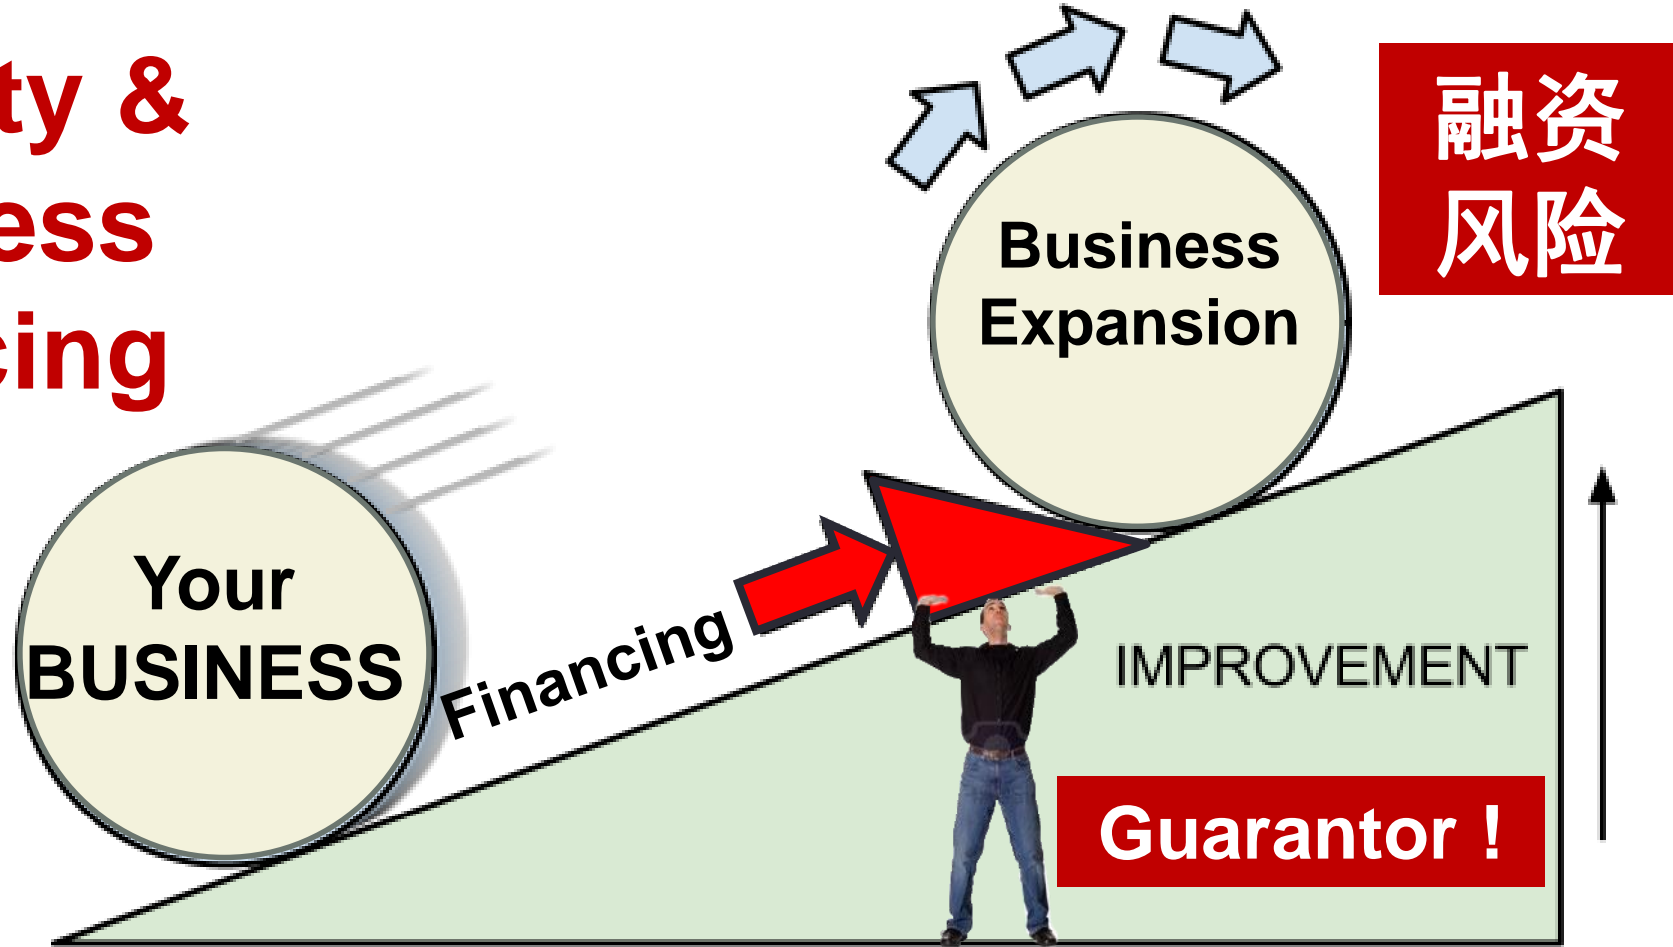 ty &
ess
cing
融资
风险
Business
Expansion
Your
BUSINESS
Financing
IMPROVEMENT
Guarantor !